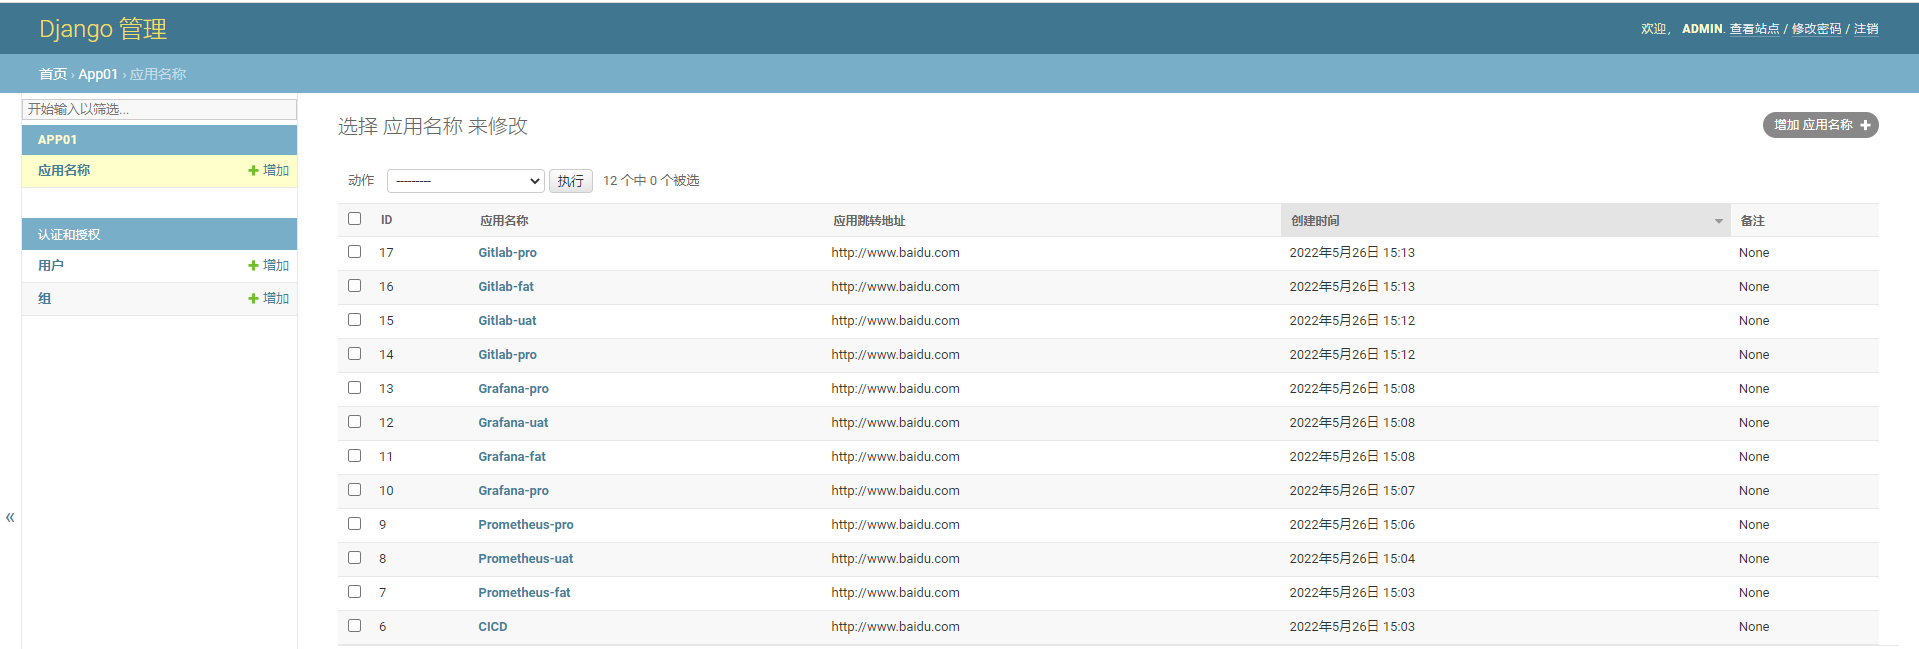 Django 管理
欢迎， ADMIN. 查看站点 / 修改密码 / 注销
首页 › App01 › 应用名称
开始输入以筛选...
APP01
应用名称 增加
认证和授权
用户 增加
组 增加
«
选择 应用名称 来修改
增加 应用名称
动作 --------- 执行 12 个中 0 个被选
ID 应用名称 应用跳转地址 创建时间 备注
17 Gitlab-pro http://www.baidu.com 2022年5月26日 15:13 None
16 Gitlab-fat http://www.baidu.com 2022年5月26日 15:13 None
15 Gitlab-uat http://www.baidu.com 2022年5月26日 15:12 None
14 Gitlab-pro http://www.baidu.com 2022年5月26日 15:12 None
13 Grafana-pro http://www.baidu.com 2022年5月26日 15:08 None
12 Grafana-uat http://www.baidu.com 2022年5月26日 15:08 None
11 Grafana-fat http://www.baidu.com 2022年5月26日 15:08 None
10 Grafana-pro http://www.baidu.com 2022年5月26日 15:07 None
9 Prometheus-pro http://www.baidu.com 2022年5月26日 15:06 None
8 Prometheus-uat http://www.baidu.com 2022年5月26日 15:04 None
7 Prometheus-fat http://www.baidu.com 2022年5月26日 15:03 None
6 CICD http://www.baidu.com 2022年5月26日 15:03 None